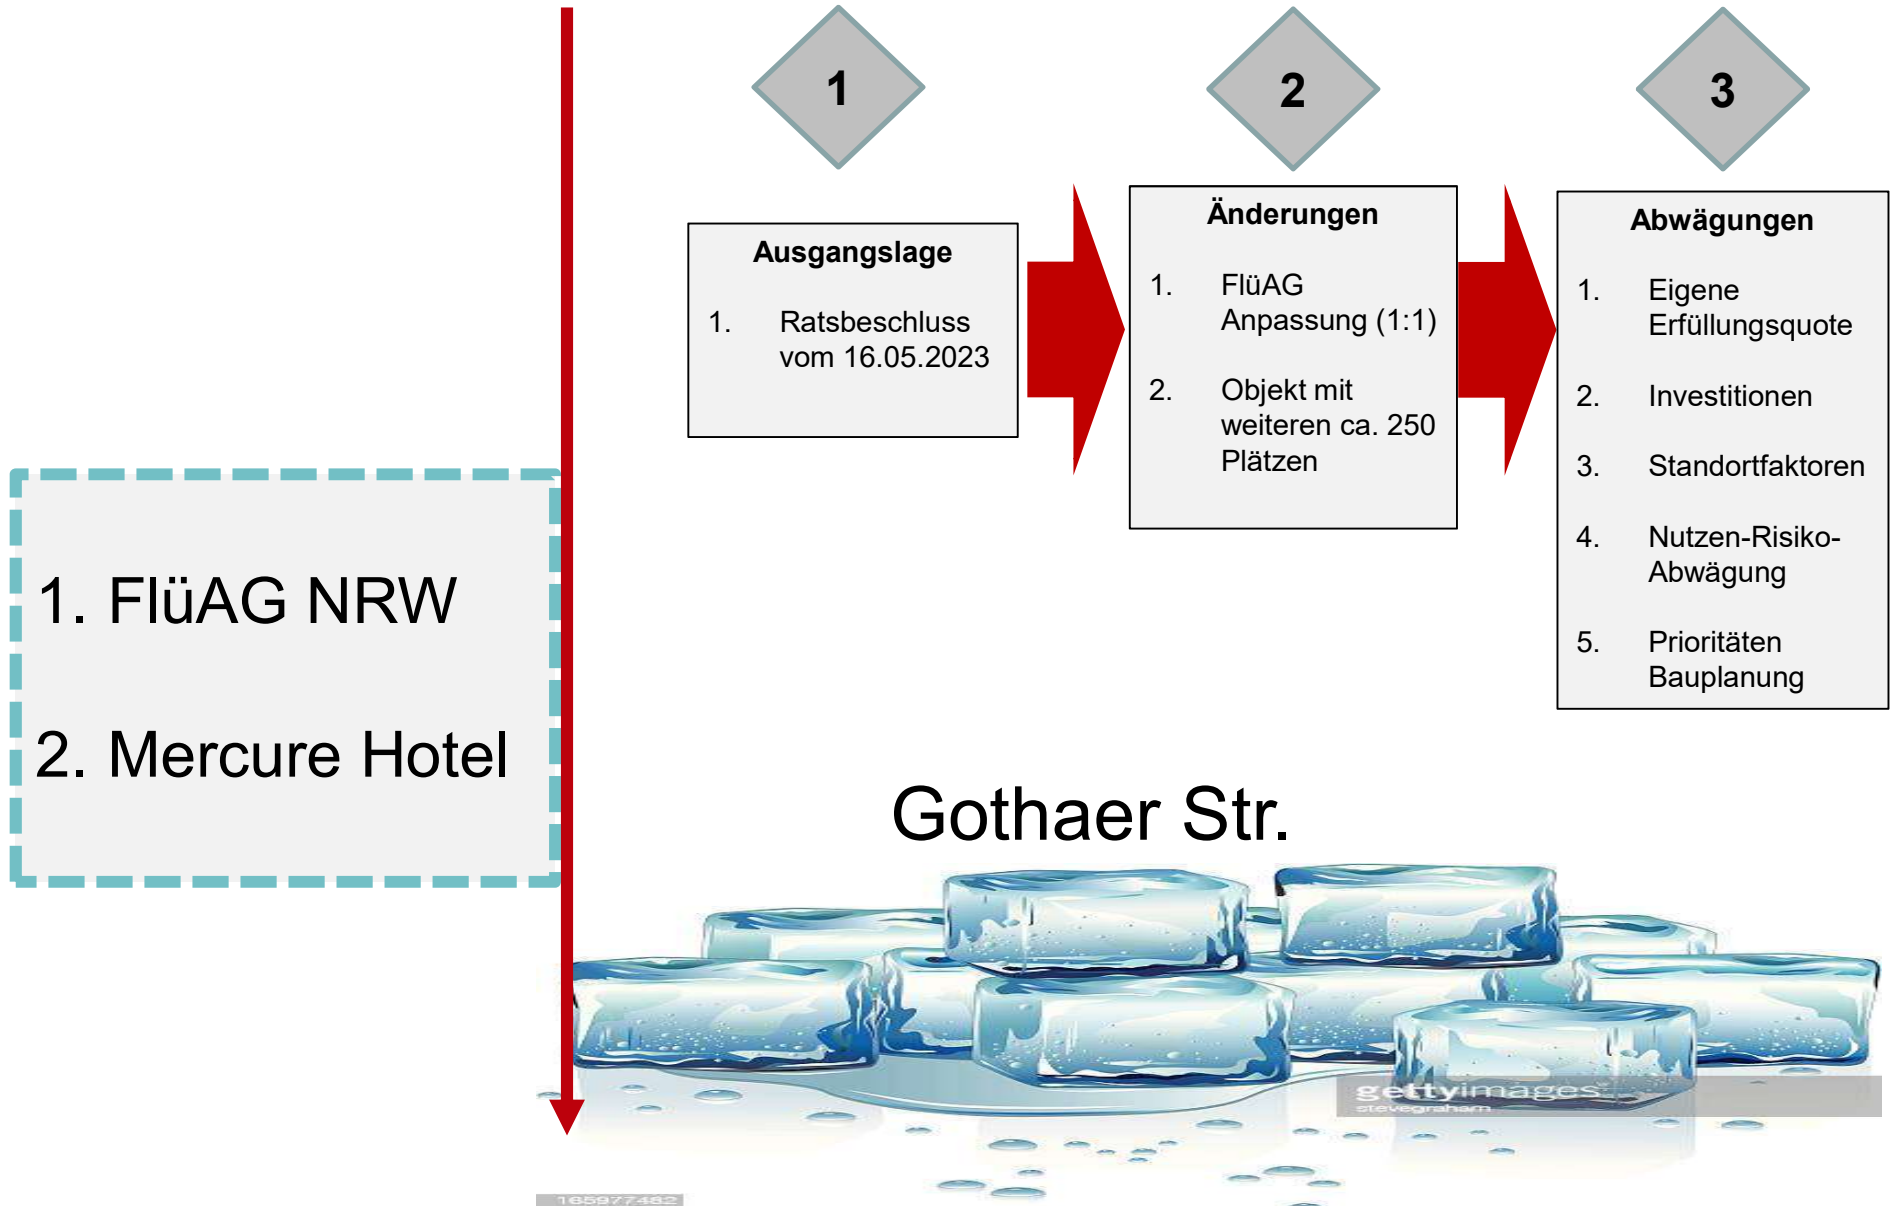 1
2
3
Ausgangslage
1. Ratsbeschluss
vom 16.05.2023
Änderungen
1. FlüAG
Anpassung (1:1)
2. Objekt mit
weiteren ca. 250
Plätzen
Abwägungen
1. Eigene
Erfüllungsquote
2. Investitionen
3. Standortfaktoren
4. Nutzen-Risiko-
Abwägung
5. Prioritäten
Bauplanung
1. FlüAG NRW
2. Mercure Hotel
Gothaer Str.
gettyimages
stevegraham
165977482